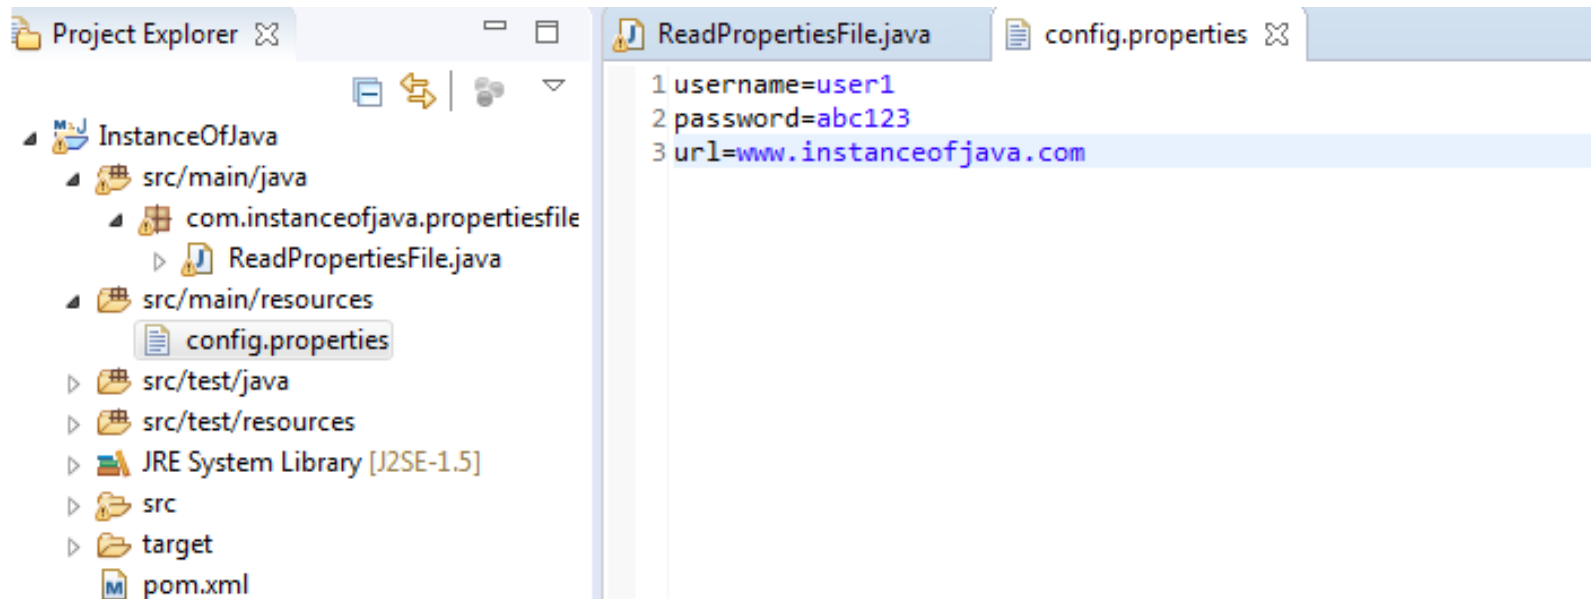 Project Explorer
InstanceOfJava
src/main/java
com.instanceofjava.propertiesfile
ReadPropertiesFile.java
src/main/resources
config.properties
src/test/java
src/test/resources
JRE System Library [J2SE-1.5]
src
target
pom.xml
ReadPropertiesFile.java config.properties
1 username=user1
2 password=abc123
3 url=www.instanceofjava.com